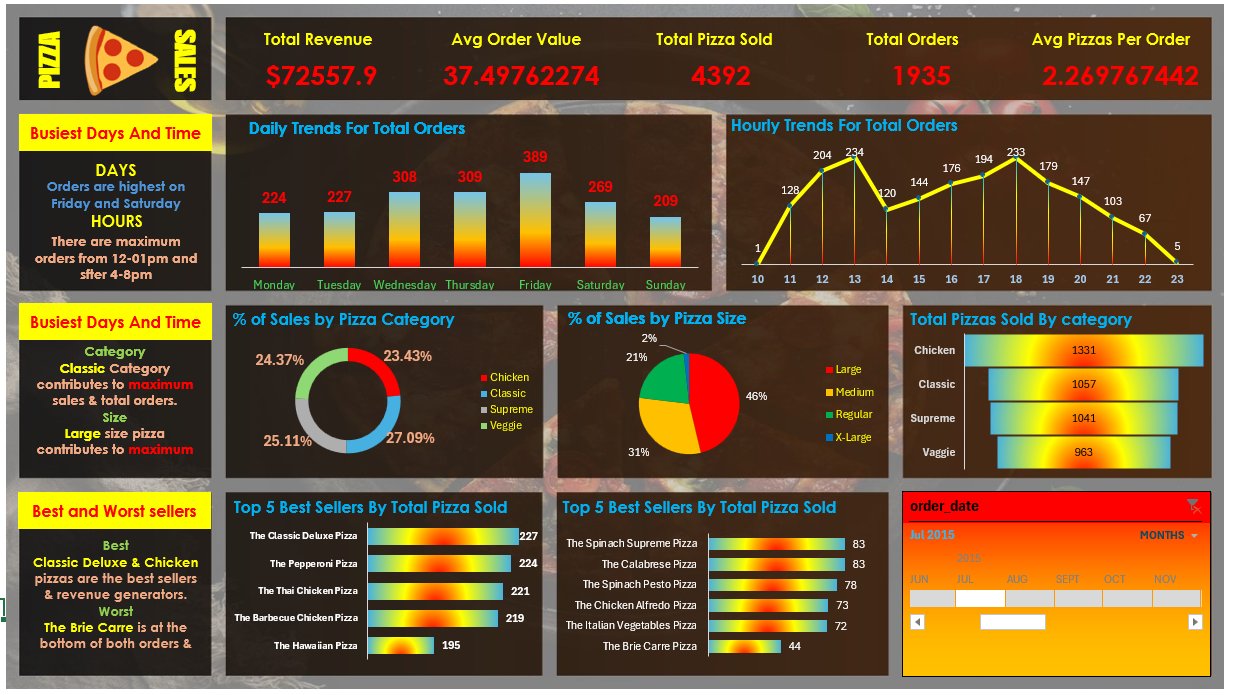 PIZZA
SALES
Total Revenue
$72557.9
Avg Order Value
37.49762274
Total Pizza Sold
4392
Total Orders
1935
Avg Pizzas Per Order
2.269767442
Busiest Days And Time
DAYS
Orders are highest on
Friday and Saturday
HOURS
There are maximum
orders from 12-01pm and
sfter 4-8pm
Daily Trends For Total Orders
224
227
308
309
389
269
209
Monday
Tuesday
Wednesday
Thursday
Friday
Saturday
Sunday
Hourly Trends For Total Orders
1
128
204
234
120
144
176
194
233
179
147
103
67
5
10
11
12
13
14
15
16
17
18
19
20
21
22
23
Busiest Days And Time
Category
Classic Category
contributes to maximum
sales & total orders.
Size
Large size pizza
contributes to maximum
% of Sales by Pizza Category
24.37%
23.43%
25.11%
27.09%
Chicken
Classic
Supreme
Veggie
% of Sales by Pizza Size
2%
21%
46%
31%
Large
Medium
Regular
X-Large
Total Pizzas Sold By category
Chicken 1331
Classic 1057
Supreme 1041
Vaggie 963
Best and Worst sellers
Best
Classic Deluxe & Chicken
pizzas are the best sellers
& revenue generators.
Worst
The Brie Carre is at the
bottom of both orders &
Top 5 Best Sellers By Total Pizza Sold
The Classic Deluxe Pizza 227
The Pepperoni Pizza 224
The Thai Chicken Pizza 221
The Barbecue Chicken Pizza 219
The Hawaiian Pizza 195
Top 5 Best Sellers By Total Pizza Sold
The Spinach Supreme Pizza 83
The Calabrese Pizza 83
The Spinach Pesto Pizza 78
The Chicken Alfredo Pizza 73
The Italian Vegetables Pizza 72
The Brie Carre Pizza 44
order_date
Jul 2015
MONTHS
2015
JUN
JUL
AUG
SEPT
OCT
NOV